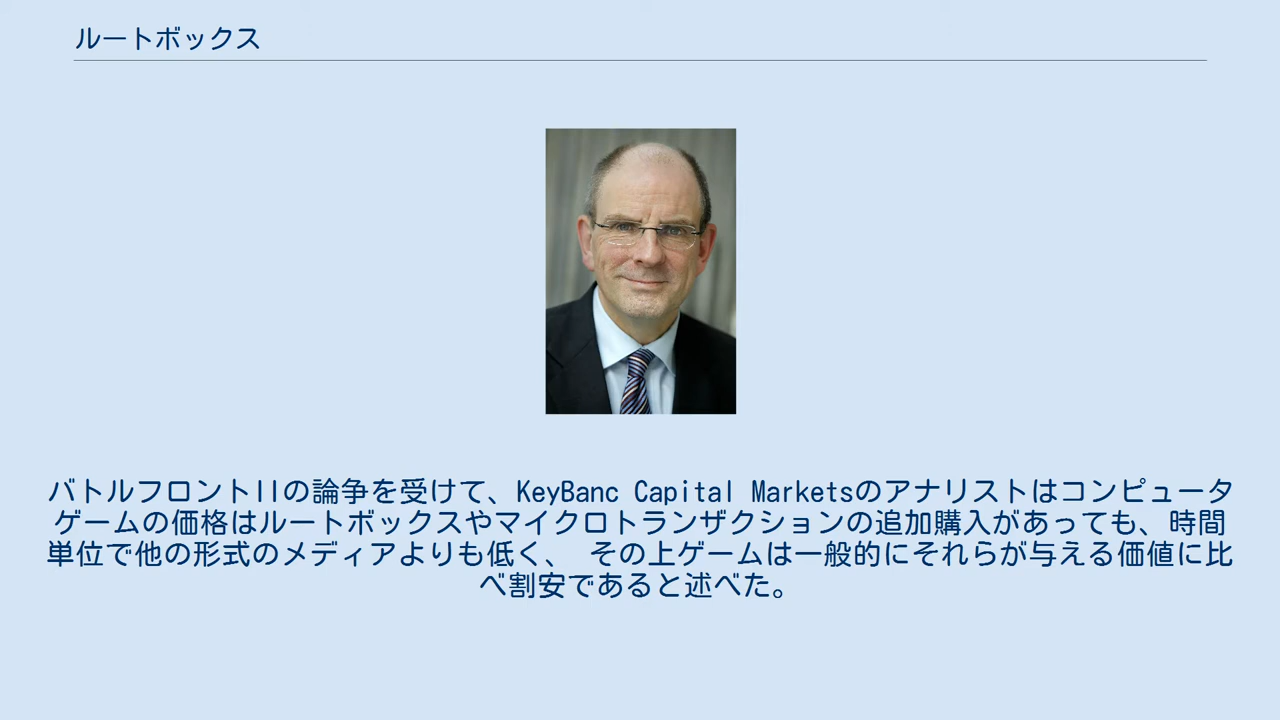 ルートボックス
バトルフロントIIの論争を受けて、KeyBanc Capital Marketsのアナリストはコンピュータ
ゲームの価格はルートボックスやマイクロトランザクションの追加購入があっても、時間
単位で他の形式のメディアよりも低く、 その上ゲームは一般的にそれらが与える価値に比
べ割安であると述べた。